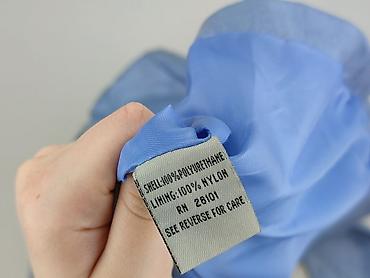 SHELL:100%POLYURETHANE
LINING:100% NYLON
RN 28101
SEE REVERSE FOR CARE